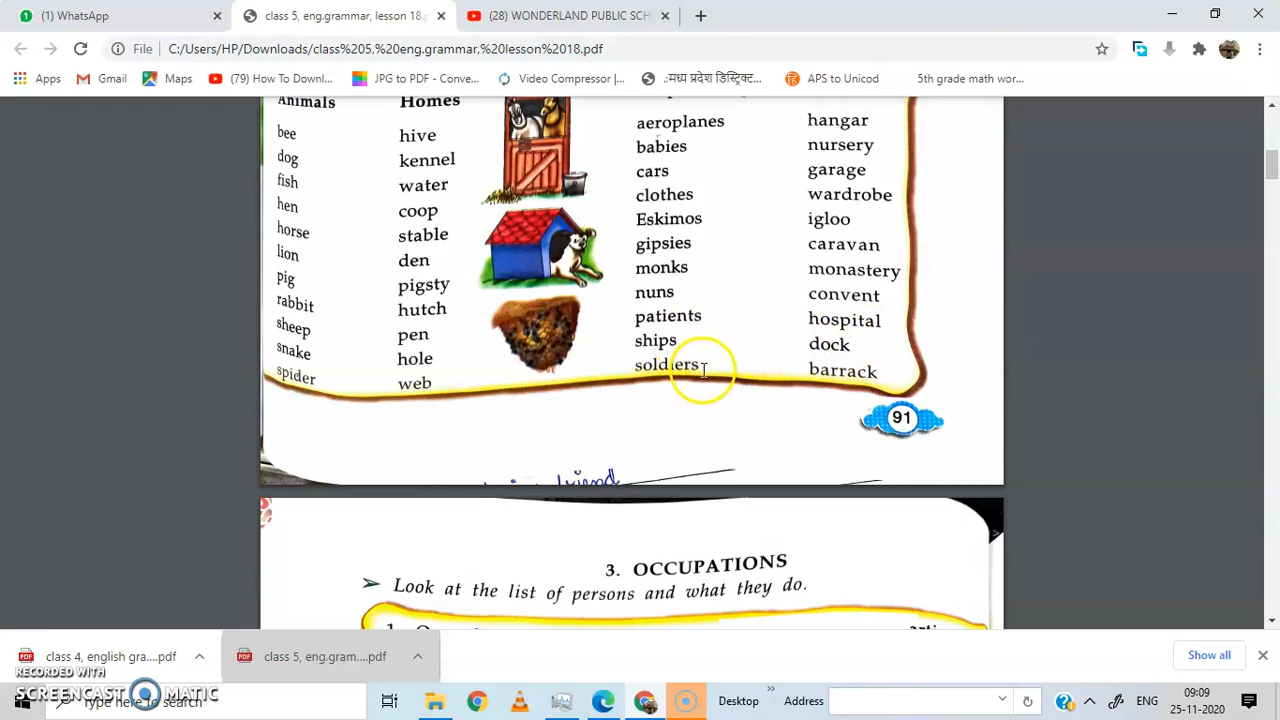 (1) WhatsApp
class 5, eng.grammar, lesson 18
(28) WONDERLAND PUBLIC SCH
File
C:/Users/HP/Downloads/class%205,%20eng.grammar,%20lesson%2018.pdf
Apps
Gmail
Maps
(79) How To Downl...
JPG to PDF - Conve...
Video Compressor |...
.:मध्य प्रदेश डिस्ट्रिक्ट...
APS to Unicod
5th grade math wor...
Animals Homes
bee hive
dog kennel
fish water
hen coop
horse stable
lion den
pig pigsty
rabbit hutch
sheep pen
snake hole
spider web
aeroplanes hangar
babies nursery
cars garage
clothes wardrobe
Eskimos igloo
gipsies caravan
monks monastery
nuns convent
patients hospital
ships dock
soldiers barrack
91
friend
3. OCCUPATIONS
➤ Look at the list of persons and what they do.
class 4, english gra....pdf
class 5, eng.gram....pdf
Show all
RECORDED WITH
SCREENCAST MATIC
Type here to search
Desktop
Address
ENG
09:09
25-11-2020